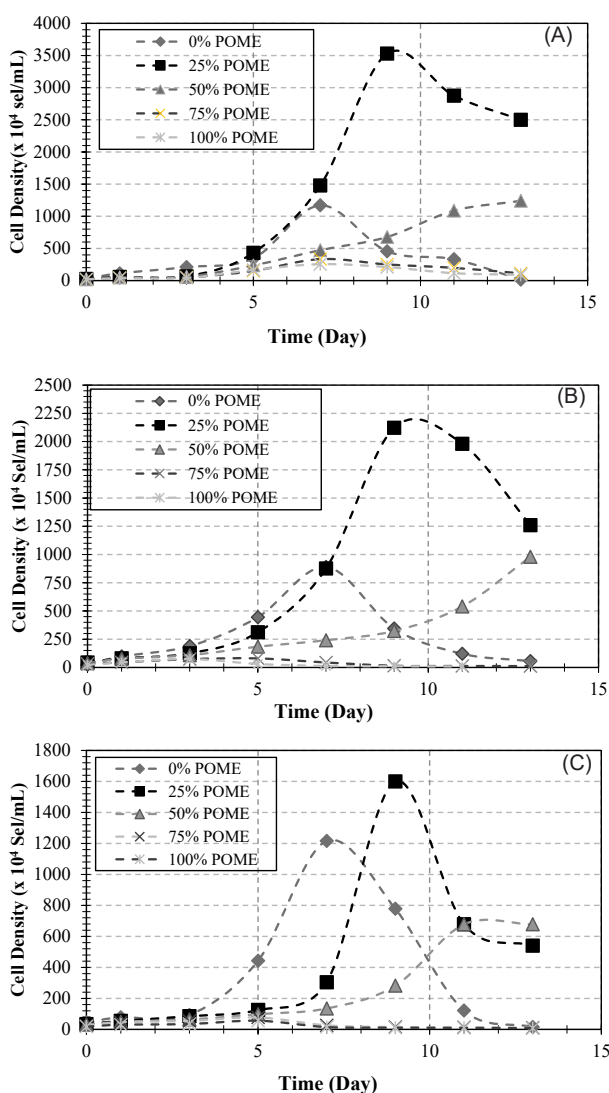 (A)
0% POME
25% POME
50% POME
75% POME
100% POME
Cell Density(x 10⁴ sel/mL)
4000
3500
3000
2500
2000
1500
1000
500
0
0 5 10 15
Time (Day)
(B)
0% POME
25% POME
50% POME
75% POME
100% POME
Cell Density (x 10⁴ Sel/mL)
2500
2250
2000
1750
1500
1250
1000
750
500
250
0
0 5 10 15
Time (Day)
(C)
0% POME
25% POME
50% POME
75% POME
100% POME
Cell Density (x 10⁴ Sel/mL)
1800
1600
1400
1200
1000
800
600
400
200
0
0 5 10 15
Time (Day)